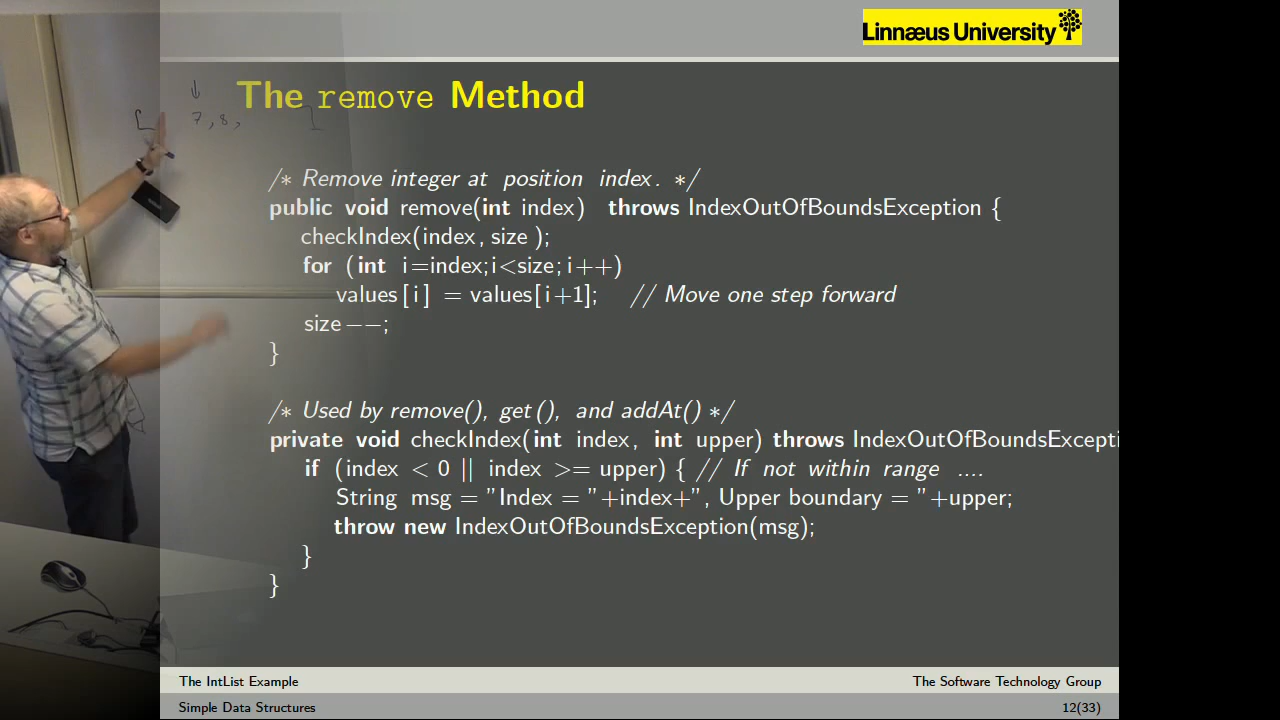 Linnæus University
The remove Method
7, 8,
/* Remove integer at position index. */
public void remove(int index) throws IndexOutOfBoundsException {
checkIndex(index, size );
for (int i=index;i<size;i++)
values[i] = values[i+1]; // Move one step forward
size--;
}
/* Used by remove(), get(), and addAt() */
private void checkIndex(int index, int upper) throws IndexOutOfBoundsExcepti
if (index < 0 || index >= upper) { // If not within range ....
String msg = "Index = "+index+", Upper boundary = "+upper;
throw new IndexOutOfBoundsException(msg);
}
}
The IntList Example
The Software Technology Group
Simple Data Structures
12(33)